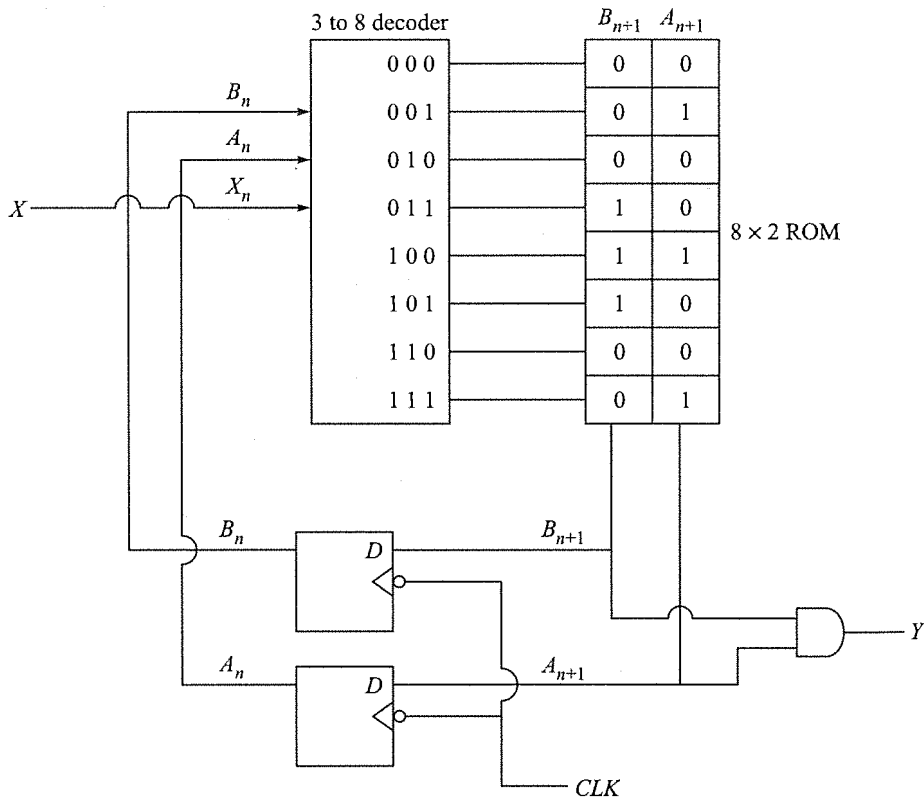 3 to 8 decoder
B_{n+1} A_{n+1}
0 0 0 0 0
B_n
0 0 1 0 1
A_n
0 1 0 0 0
X X_n
0 1 1 1 0
8 × 2 ROM
1 0 0 1 1
1 0 1 1 0
1 1 0 0 0
1 1 1 0 1
B_n D B_{n+1}
Y
A_n D A_{n+1}
CLK